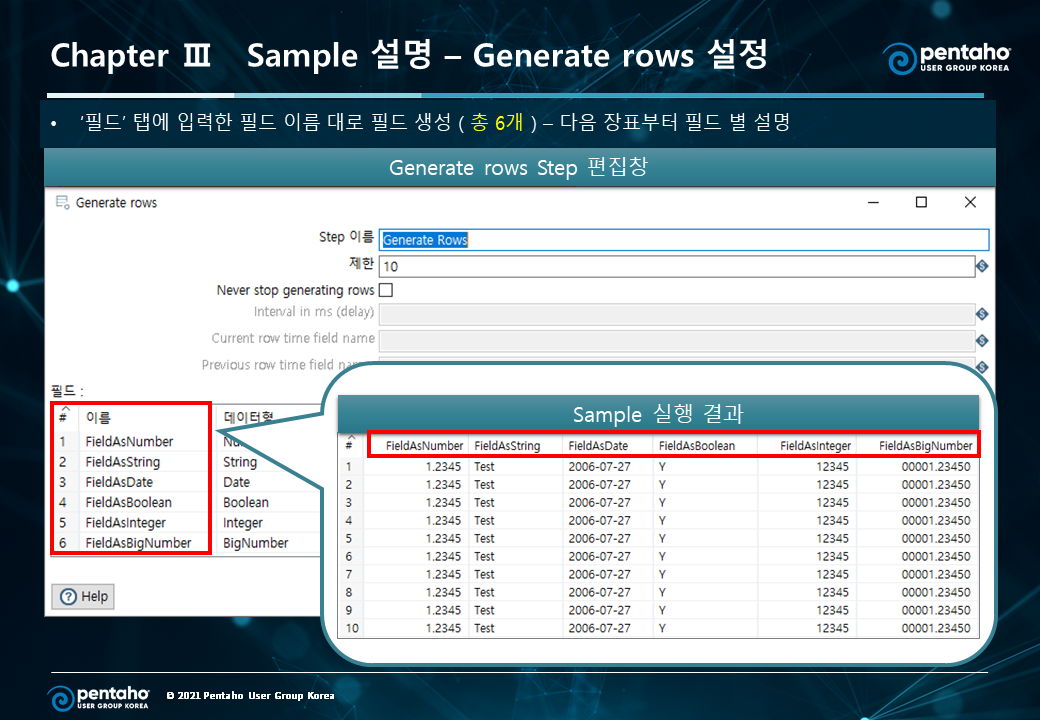 Chapter Ⅲ Sample 설명 – Generate rows 설정
pentaho
USER GROUP KOREA
• ‘필드’ 탭에 입력한 필드 이름 대로 필드 생성 ( 총 6개 ) – 다음 장표부터 필드 별 설명
Generate rows Step 편집창
Generate rows
Step 이름 Generate Rows
제한 10
Never stop generating rows
Interval in ms (delay)
Current row time field name
Previous row time field
필드 :
# 이름 데이터형
1 FieldAsNumber
2 FieldAsString String
3 FieldAsDate Date
4 FieldAsBoolean Boolean
5 FieldAsInteger Integer
6 FieldAsBigNumber BigNumber
Help
Sample 실행 결과
# FieldAsNumber FieldAsString FieldAsDate FieldAsBoolean FieldAsInteger FieldAsBigNumber
1 1.2345 Test 2006-07-27 Y 12345 00001.23450
2 1.2345 Test 2006-07-27 Y 12345 00001.23450
3 1.2345 Test 2006-07-27 Y 12345 00001.23450
4 1.2345 Test 2006-07-27 Y 12345 00001.23450
5 1.2345 Test 2006-07-27 Y 12345 00001.23450
6 1.2345 Test 2006-07-27 Y 12345 00001.23450
7 1.2345 Test 2006-07-27 Y 12345 00001.23450
8 1.2345 Test 2006-07-27 Y 12345 00001.23450
9 1.2345 Test 2006-07-27 Y 12345 00001.23450
10 1.2345 Test 2006-07-27 Y 12345 00001.23450
pentaho
USER GROUP KOREA
© 2021 Pentaho User Group Korea